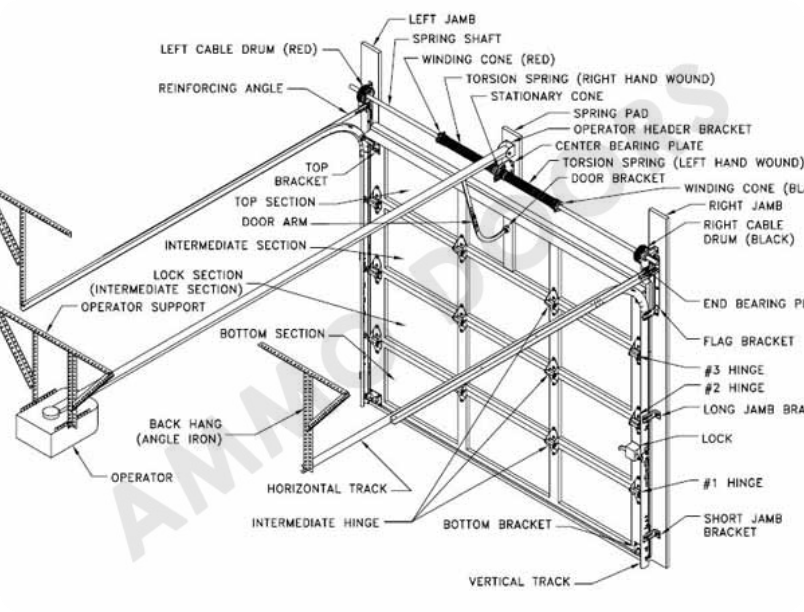 LEFT JAMB
LEFT CABLE DRUM (RED)
SPRING SHAFT
WINDING CONE (RED)
REINFORCING ANGLE
TORSION SPRING (RIGHT HAND WOUND)
STATIONARY CONE
SPRING PAD
OPERATOR HEADER BRACKET
CENTER BEARING PLATE
TORSION SPRING (LEFT HAND WOUND)
DOOR BRACKET
TOP
BRACKET
WINDING CONE (BL
TOP SECTION
RIGHT JAMB
DOOR ARM
RIGHT CABLE
DRUM (BLACK)
INTERMEDIATE SECTION
LOCK SECTION
(INTERMEDIATE SECTION)
OPERATOR SUPPORT
END BEARING P
BOTTOM SECTION
FLAG BRACKET
#3 HINGE
#2 HINGE
BACK HANG
(ANGLE IRON)
LONG JAMB BRA
LOCK
OPERATOR
HORIZONTAL TRACK
#1 HINGE
INTERMEDIATE HINGE
BOTTOM BRACKET
SHORT JAMB
BRACKET
VERTICAL TRACK
AMMO DOORS